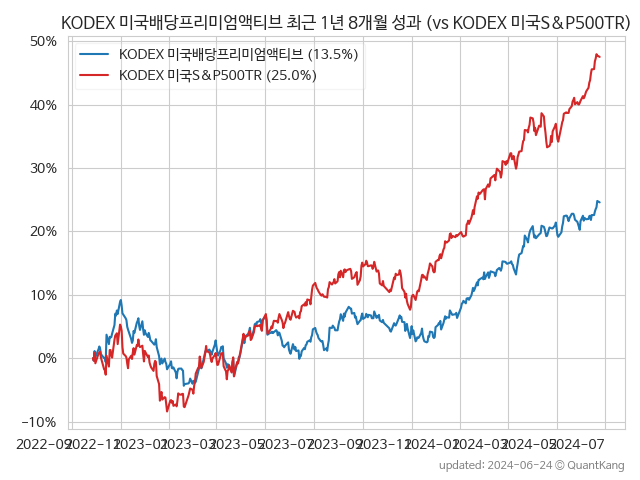 KODEX 미국배당프리미엄액티브 최근 1년 8개월 성과 (vs KODEX 미국S&P500TR)
KODEX 미국배당프리미엄액티브 (13.5%)
KODEX 미국S&P500TR (25.0%)
50%
40%
30%
20%
10%
0%
−10%
2022-09 2022-11 2023-01 2023-03 2023-05 2023-07 2023-09 2023-11 2024-01 2024-03 2024-05 2024-07
updated: 2024-06-24 © QuantKang